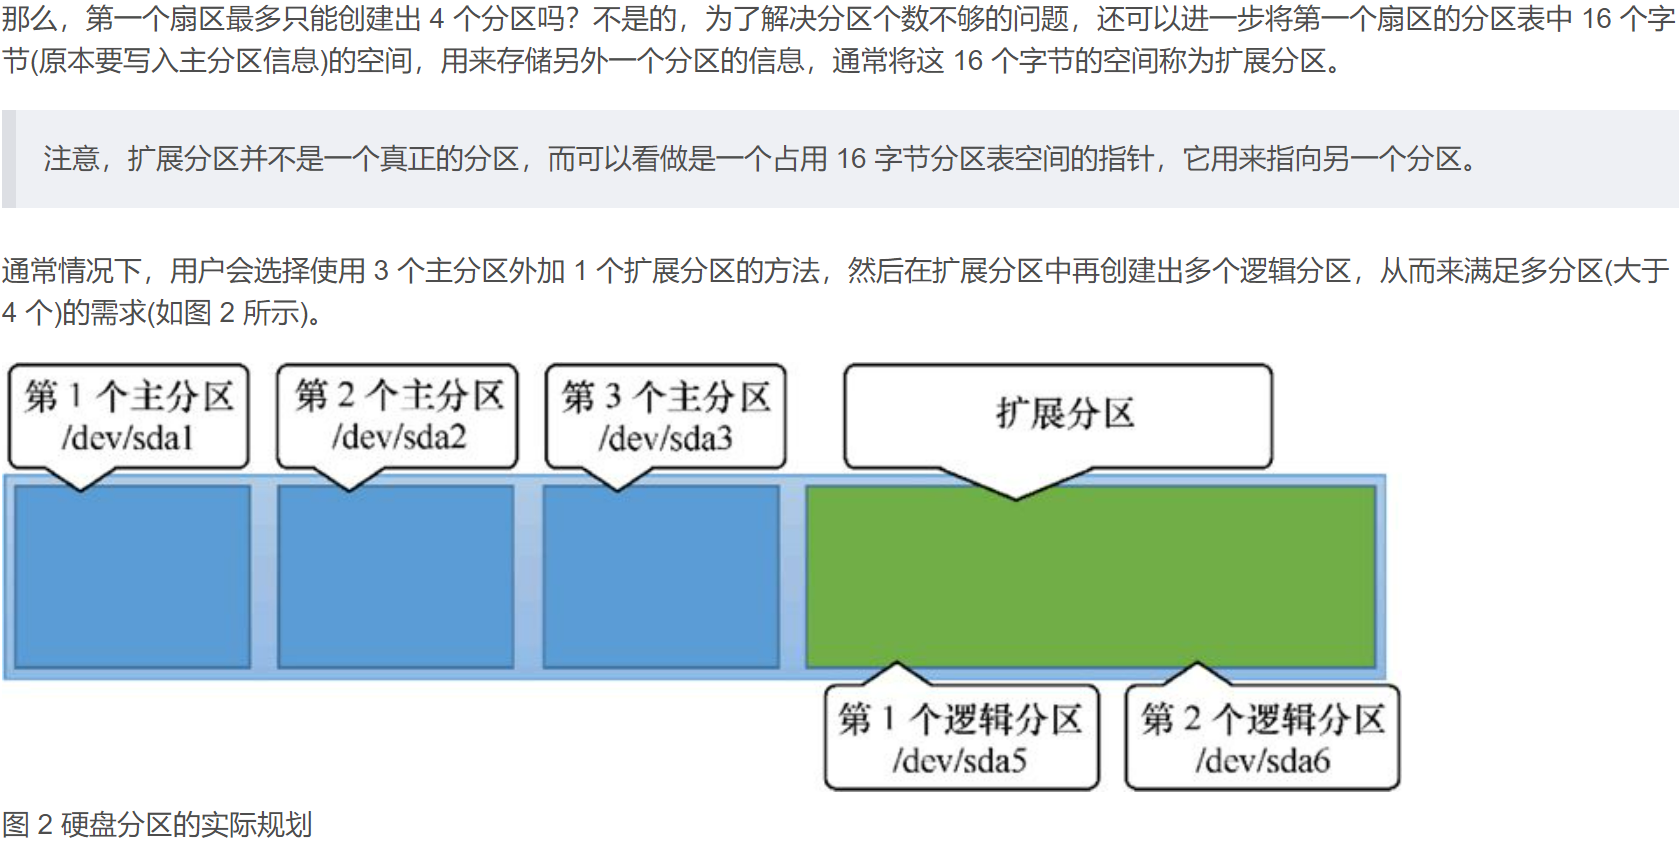 那么，第一个扇区最多只能创建出 4 个分区吗？不是的，为了解决分区个数不够的问题，还可以进一步将第一个扇区的分区表中 16 个字
节(原本要写入主分区信息)的空间，用来存储另外一个分区的信息，通常将这 16 个字节的空间称为扩展分区。
注意，扩展分区并不是一个真正的分区，而可以看做是一个占用 16 字节分区表空间的指针，它用来指向另一个分区。
通常情况下，用户会选择使用 3 个主分区外加 1 个扩展分区的方法，然后在扩展分区中再创建出多个逻辑分区，从而来满足多分区(大于
4 个)的需求(如图 2 所示)。
第 1 个主分区
/dev/sda1
第 2 个主分区
/dev/sda2
第 3 个主分区
/dev/sda3
扩展分区
第 1 个逻辑分区
/dev/sda5
第 2 个逻辑分区
/dev/sda6
图 2 硬盘分区的实际规划